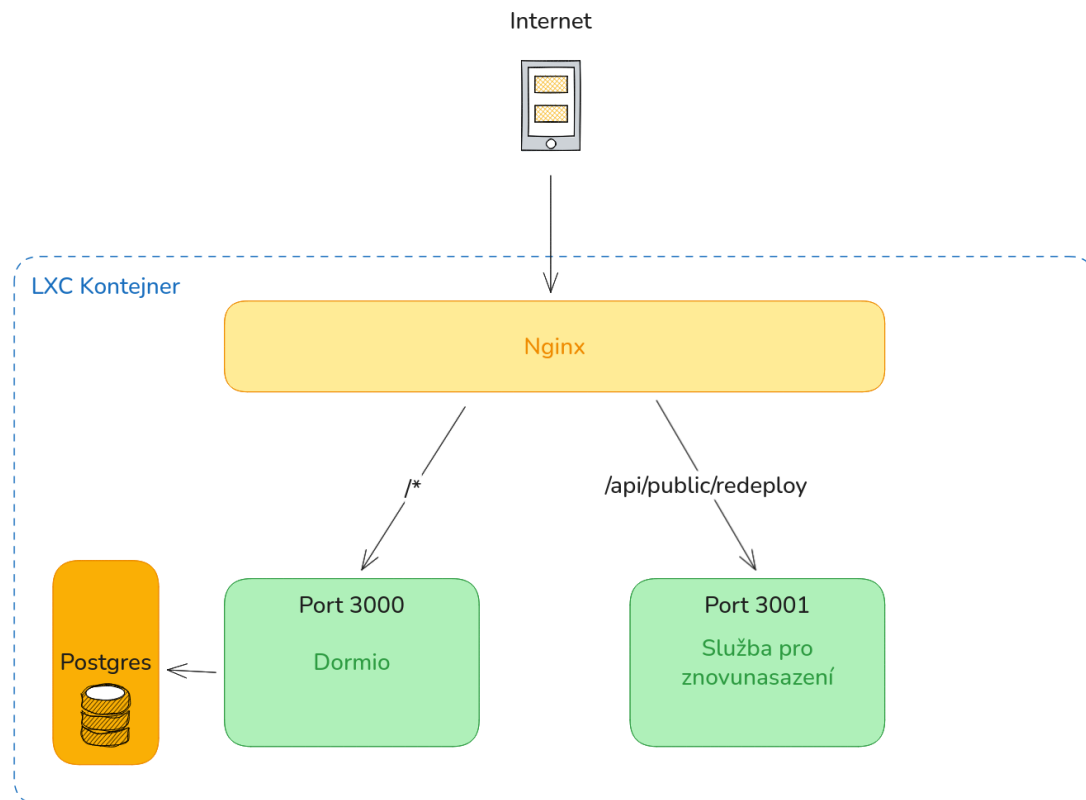 Internet
LXC Kontejner
Nginx
/*
/api/public/redeploy
Port 3000
Dormio
Port 3001
Služba pro
znovunasazení
Postgres